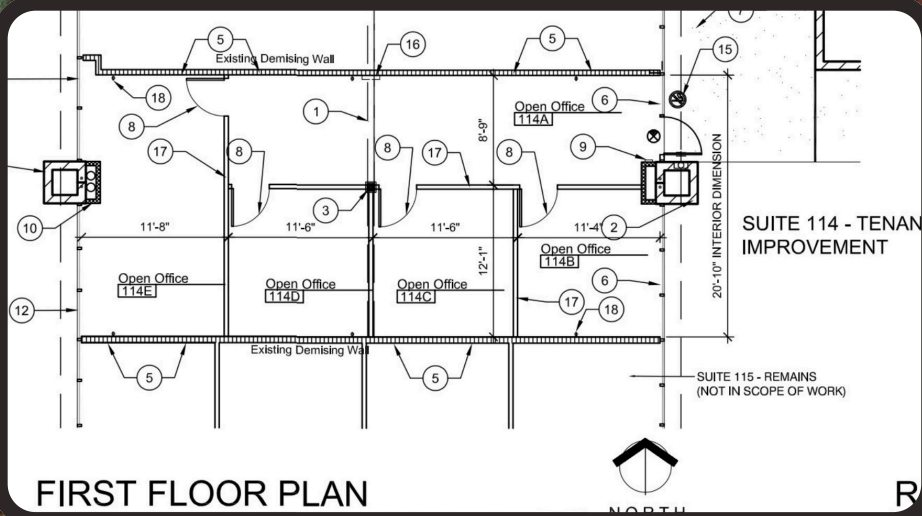 7
5
Existing Demising Wall
16
5
15
18
8
1
Open Office
114A
6
8'-9"
17
8
8
17
8
9
3
10
11'-8"
11'-6"
11'-6"
11'-4"
2
20'-10" INTERIOR DIMENSION
SUITE 114 - TENAN
IMPROVEMENT
12'-1"
Open Office
114B
Open Office
114E
Open Office
114D
Open Office
114C
6
12
17
18
Existing Demising Wall
5
5
SUITE 115 - REMAINS
(NOT IN SCOPE OF WORK)
FIRST FLOOR PLAN
NORTH
R